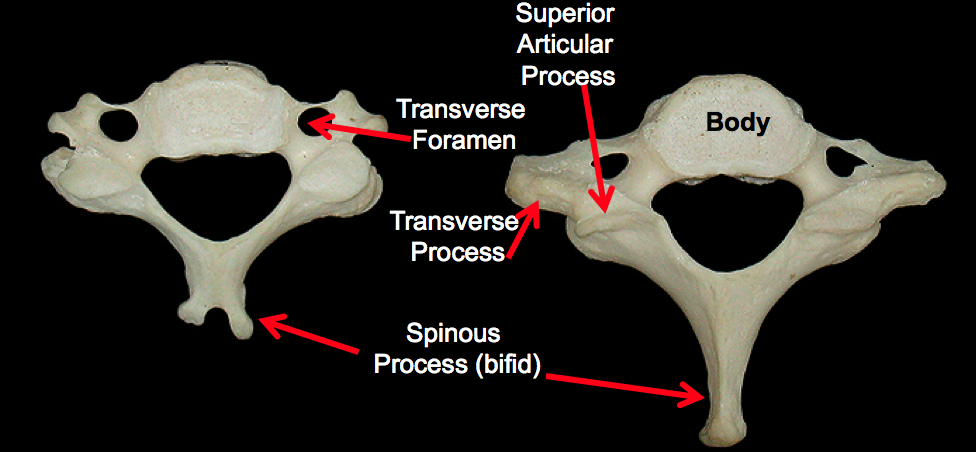 Superior
Articular
Process
Transverse
Foramen
Body
Transverse
Process
Spinous
Process (bifid)